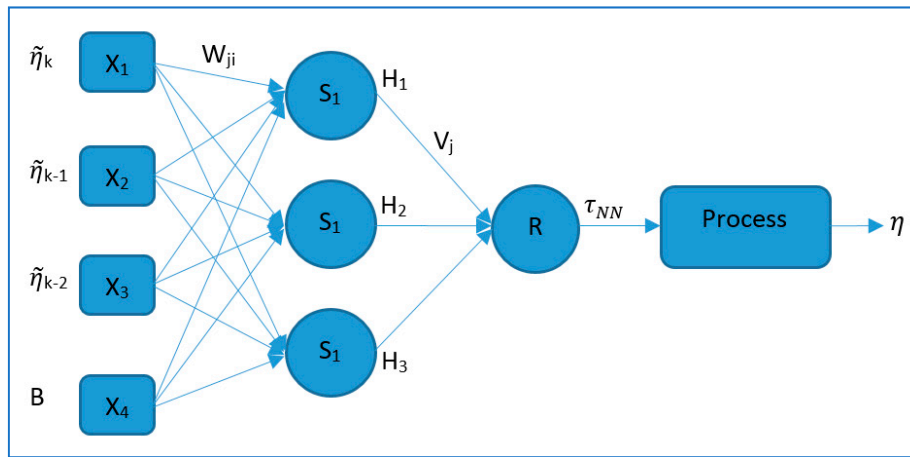 η̃k
X1
Wji
S1
H1
Vj
η̃k-1
X2
S1
H2
R
τNN
Process
η
η̃k-2
X3
S1
H3
B
X4